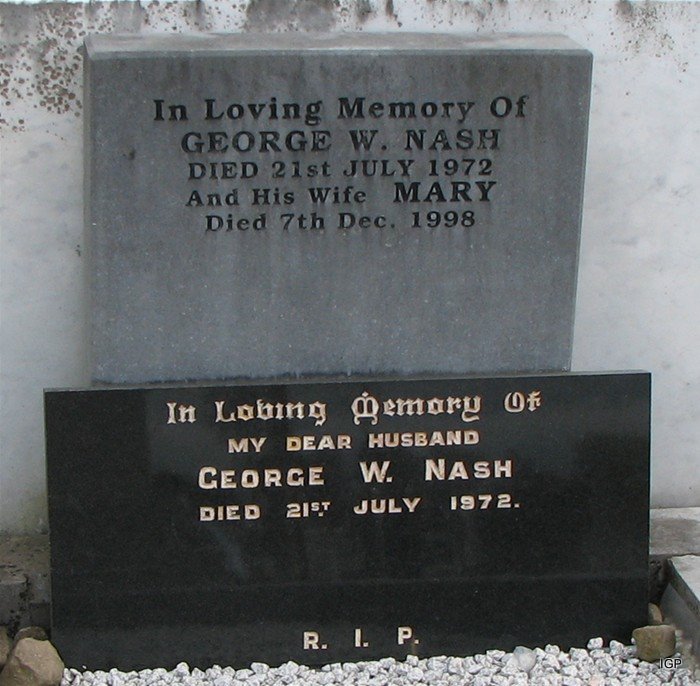 In Loving Memory Of
GEORGE W. NASH
DIED 21st JULY 1972
And His Wife MARY
Died 7th Dec. 1998
In Loving Memory Of
MY DEAR HUSBAND
GEORGE W. NASH
DIED 21ST JULY 1972.
R. I. P.
IGP